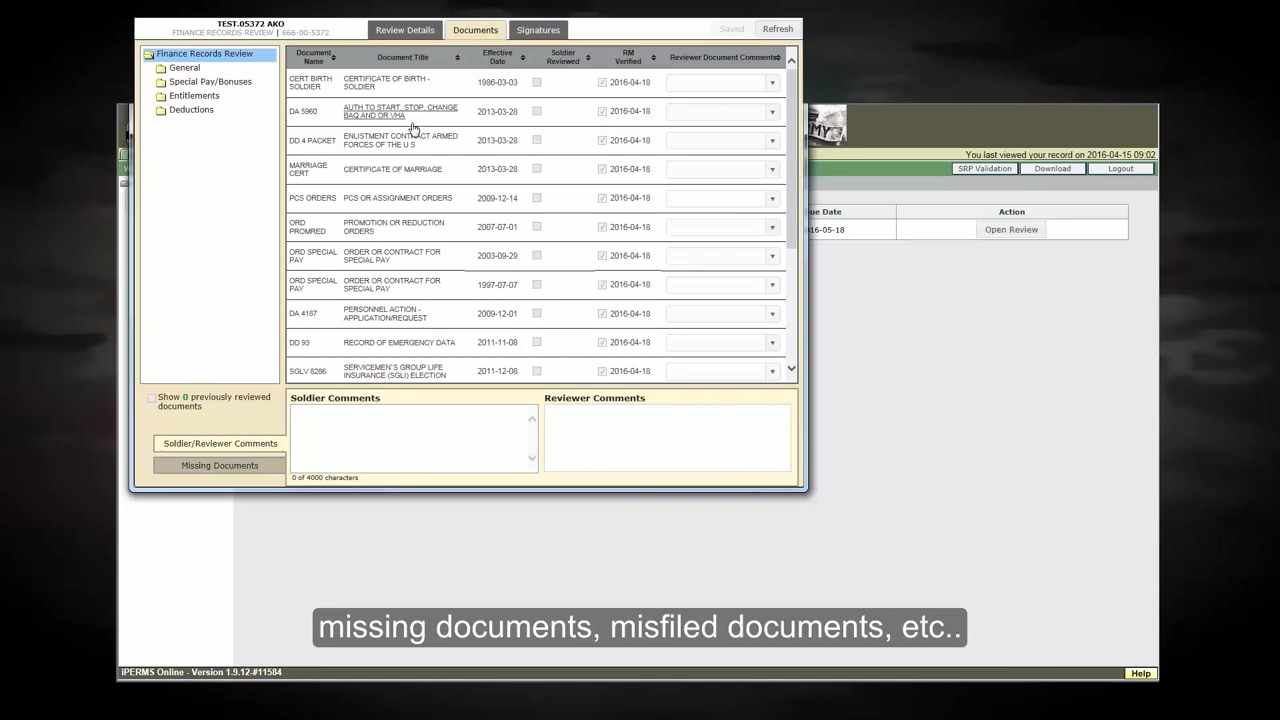 TEST.05372 AKO
FINANCE RECORDS REVIEW | 666-00-5372
Review Details
Documents
Signatures
Saved
Refresh
Finance Records Review
General
Special Pay/Bonuses
Entitlements
Deductions
Document Name
Document Title
Effective Date
Soldier Reviewed
RM Verified
Reviewer Document Comments
CERT BIRTH SOLDIER
CERTIFICATE OF BIRTH - SOLDIER
1986-03-03
2016-04-18
DA 5960
AUTH TO START, STOP, CHANGE BAQ AND OR VHA
2013-03-28
2016-04-18
DD 4 PACKET
ENLISTMENT CONTRACT ARMED FORCES OF THE U S
2013-03-28
2016-04-18
MARRIAGE CERT
CERTIFICATE OF MARRIAGE
2013-03-28
2016-04-18
PCS ORDERS
PCS OR ASSIGNMENT ORDERS
2009-12-14
2016-04-18
ORD PROMRED
PROMOTION OR REDUCTION ORDERS
2007-07-01
2016-04-18
ORD SPECIAL PAY
ORDER OR CONTRACT FOR SPECIAL PAY
2003-09-29
2016-04-18
ORD SPECIAL PAY
ORDER OR CONTRACT FOR SPECIAL PAY
1997-07-07
2016-04-18
DA 4187
PERSONNEL ACTION - APPLICATION/REQUEST
2009-12-01
2016-04-18
DD 93
RECORD OF EMERGENCY DATA
2011-11-08
2016-04-18
SGLV 8286
SERVICEMEN'S GROUP LIFE INSURANCE (SGLI) ELECTION
2011-12-08
2016-04-18
Show 0 previously reviewed documents
Soldier/Reviewer Comments
Missing Documents
Soldier Comments
Reviewer Comments
0 of 4000 characters
MY
You last viewed your record on 2016-04-15 09:02
SRP Validation
Download
Logout
ue Date
Action
016-05-18
Open Review
missing documents, misfiled documents, etc..
iPERMS Online - Version 1.9.12-#11584
Help